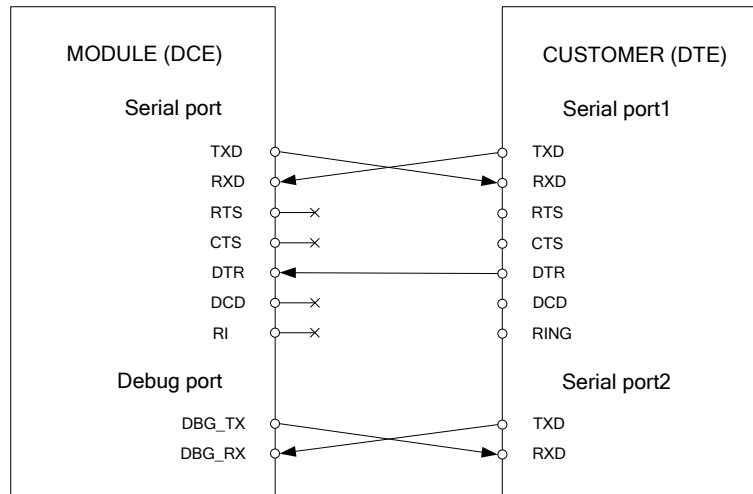 MODULE (DCE)
CUSTOMER (DTE)
Serial port
Serial port1
TXD
TXD
RXD
RXD
RTS
RTS
CTS
CTS
DTR
DTR
DCD
DCD
RI
RING
Debug port
Serial port2
DBG_TX
TXD
DBG_RX
RXD